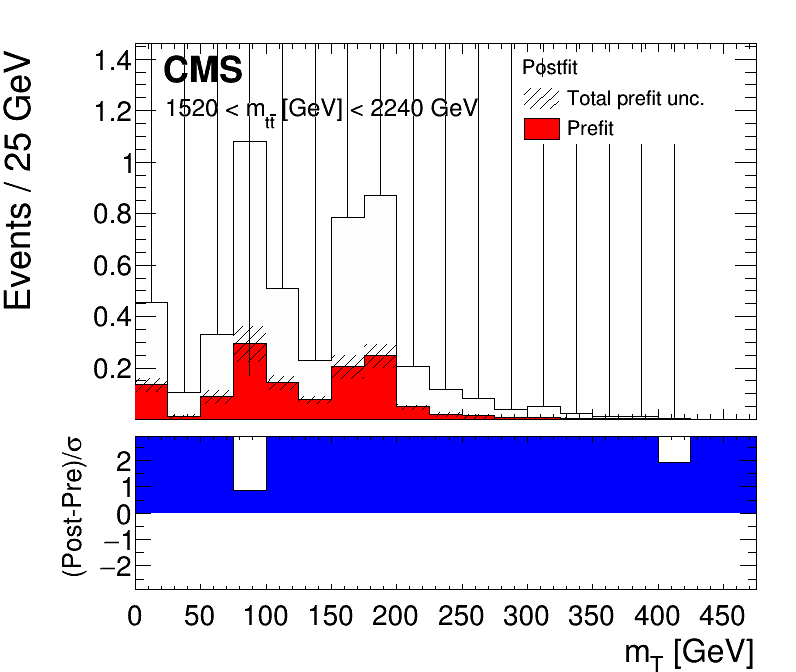 Events / 25 GeV
1.4
1.2
1
0.8
0.6
0.4
0.2
CMS
1520 < m_tt̄ [GeV] < 2240 GeV
Postfit
Total prefit unc.
Prefit
(Post-Pre)/σ
2
1
0
−1
−2
0 50 100 150 200 250 300 350 400 450
m_T [GeV]